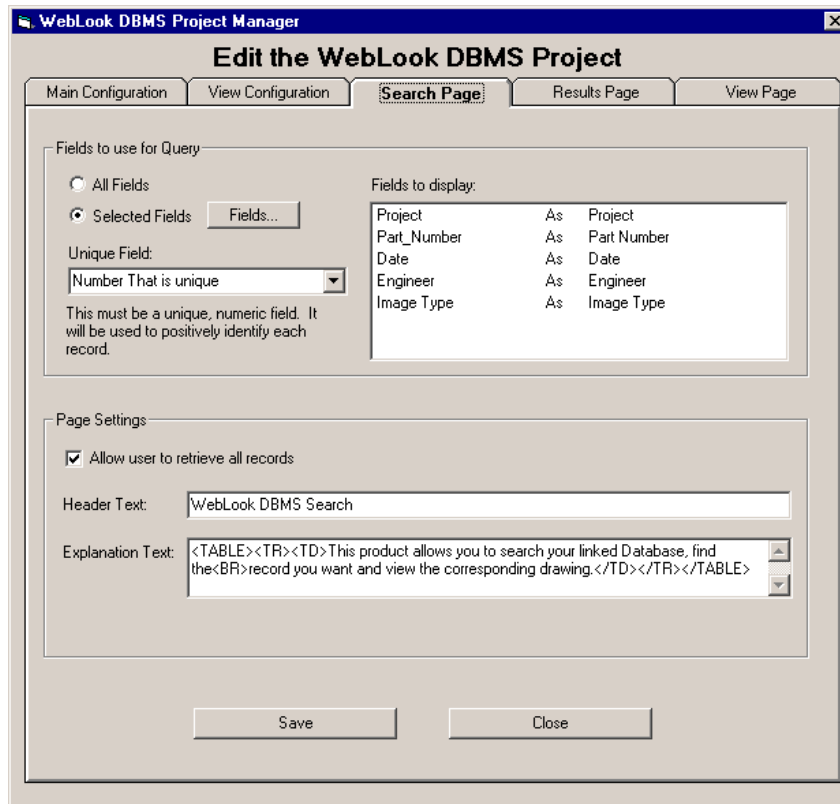 WebLook DBMS Project Manager
Edit the WebLook DBMS Project
Main Configuration View Configuration Search Page Results Page View Page
Fields to use for Query
All Fields
Selected Fields Fields...
Unique Field:
Number That is unique
This must be a unique, numeric field. It
will be used to positively identify each
record.
Fields to display:
Project As Project
Part_Number As Part Number
Date As Date
Engineer As Engineer
Image Type As Image Type
Page Settings
Allow user to retrieve all records
Header Text: WebLook DBMS Search
Explanation Text: <TABLE><TR><TD>This product allows you to search your linked Database, find
the<BR>record you want and view the corresponding drawing.</TD></TR></TABLE>
Save Close